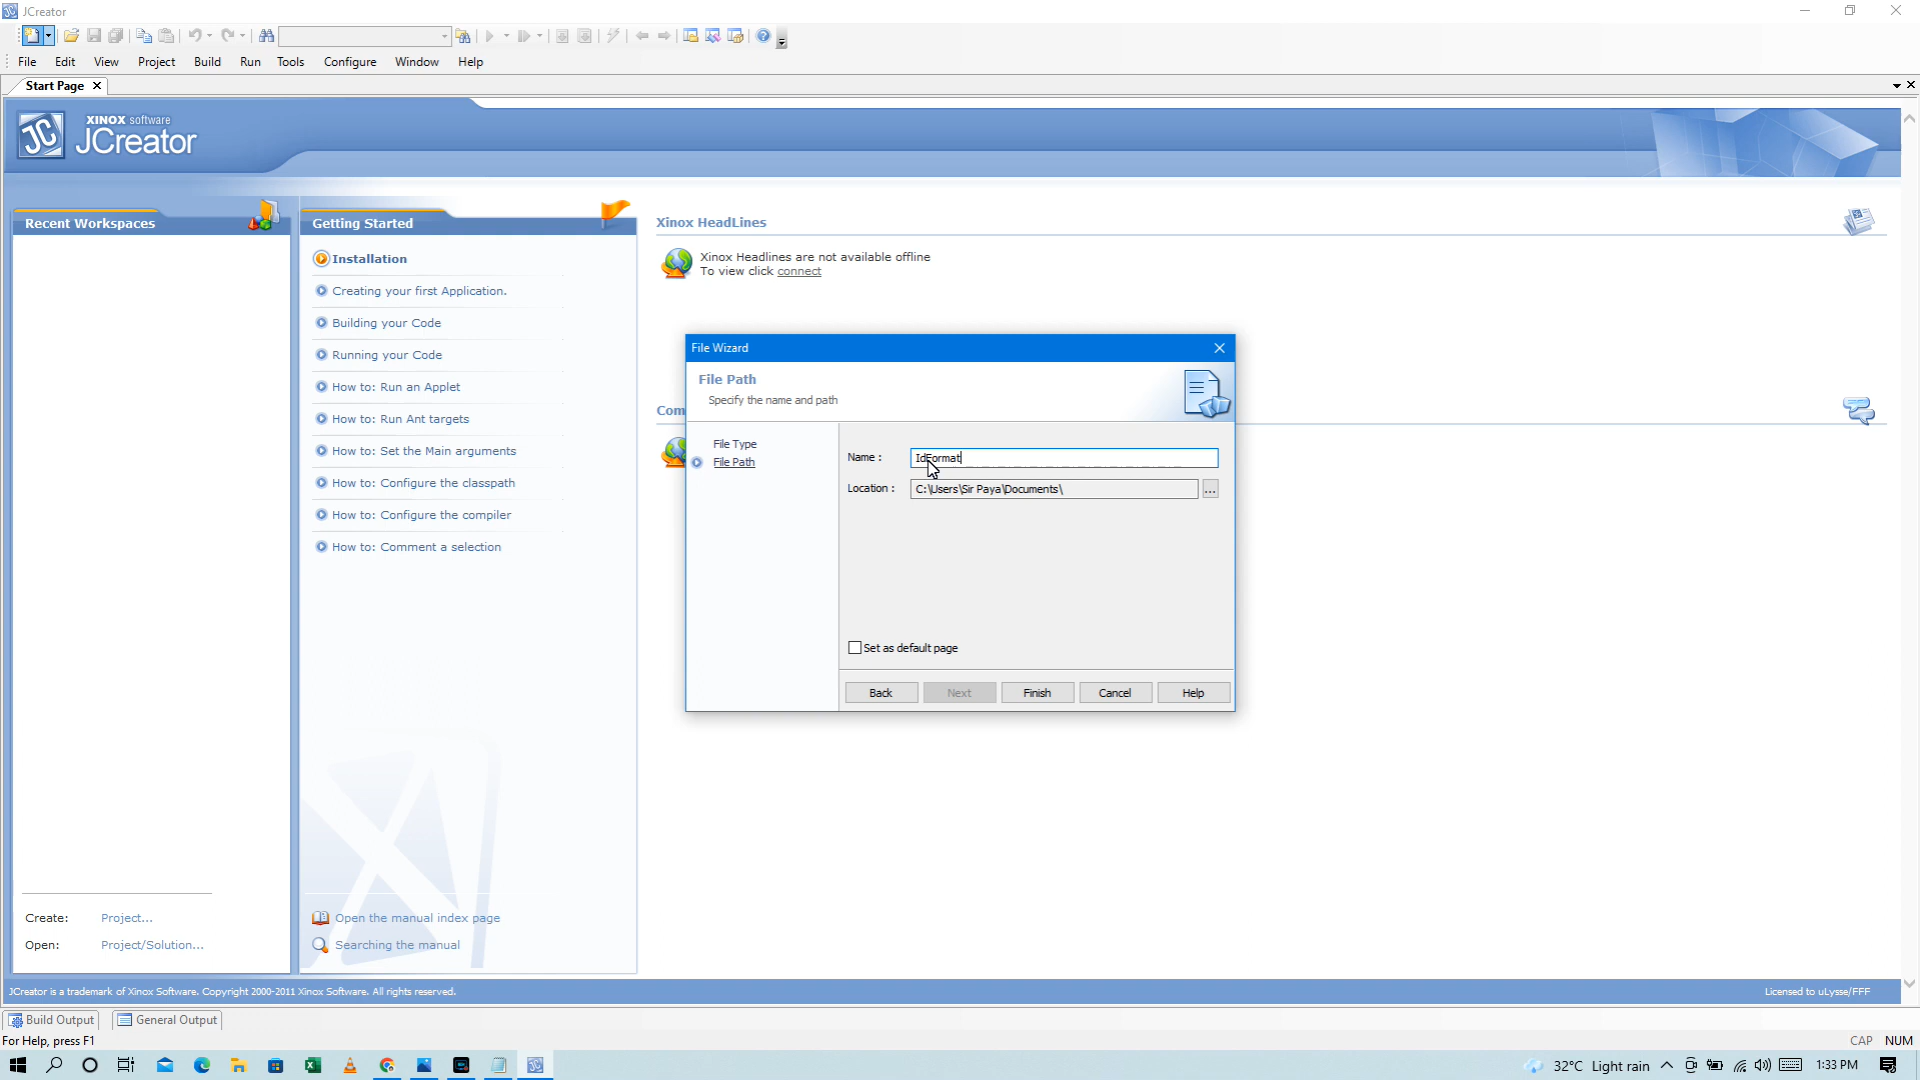 JCreator
File Edit View Project Build Run Tools Configure Window Help
Start Page
XINOX software
JCreator
Recent Workspaces
Getting Started
Installation
Creating your first Application.
Building your Code
Running your Code
How to: Run an Applet
How to: Run Ant targets
How to: Set the Main arguments
How to: Configure the classpath
How to: Configure the compiler
How to: Comment a selection
Open the manual index page
Searching the manual
Create: Project...
Open: Project/Solution...
Xinox HeadLines
Xinox Headlines are not available offline
To view click connect
Com
File Wizard
File Path
Specify the name and path
File Type
File Path
Name : IdFormat
Location : C:\Users\Sir Paya\Documents\
...
Set as default page
Back Next Finish Cancel Help
JCreator is a trademark of Xinox Software. Copyright 2000-2011 Xinox Software. All rights reserved.
Licensed to uLysse/FFF
Build Output General Output
For Help, press F1
CAP NUM
32°C Light rain 1:33 PM